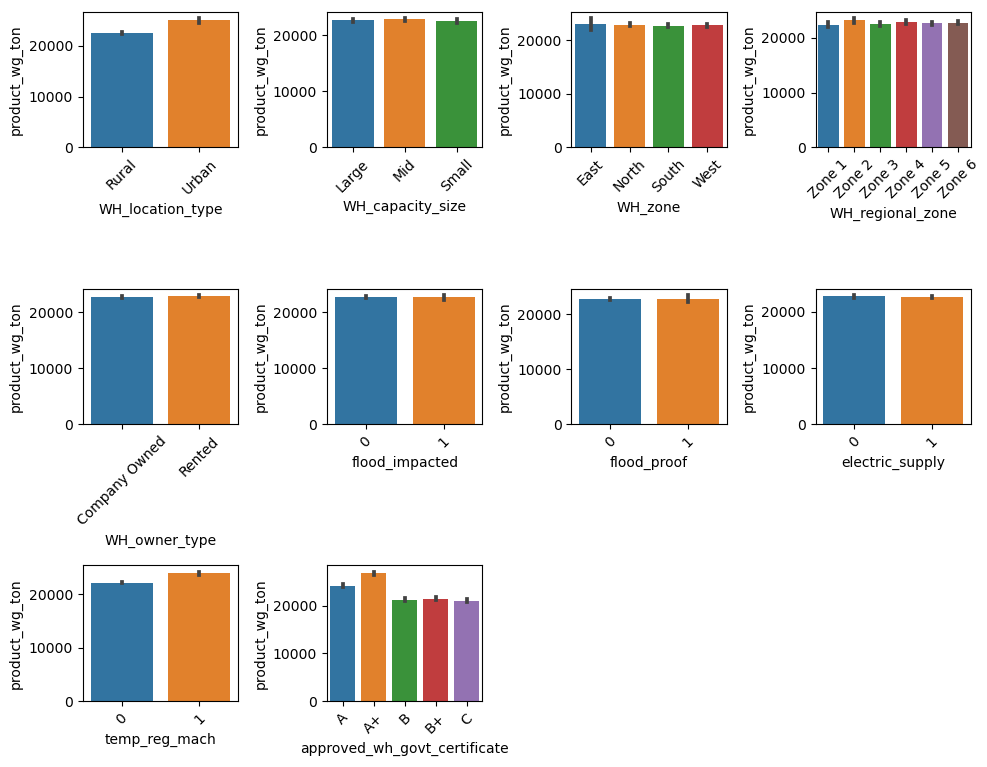 product_wg_ton
20000
10000
0
Rural
Urban
WH_location_type
product_wg_ton
20000
10000
0
Large
Mid
Small
WH_capacity_size
product_wg_ton
20000
10000
0
East
North
South
West
WH_zone
product_wg_ton
20000
10000
0
Zone 1
Zone 2
Zone 3
Zone 4
Zone 5
Zone 6
WH_regional_zone
product_wg_ton
20000
10000
0
Company Owned
Rented
WH_owner_type
product_wg_ton
20000
10000
0
0
1
flood_impacted
product_wg_ton
20000
10000
0
0
1
flood_proof
product_wg_ton
20000
10000
0
0
1
electric_supply
product_wg_ton
20000
10000
0
0
1
temp_reg_mach
product_wg_ton
20000
10000
0
A
A+
B
B+
C
approved_wh_govt_certificate